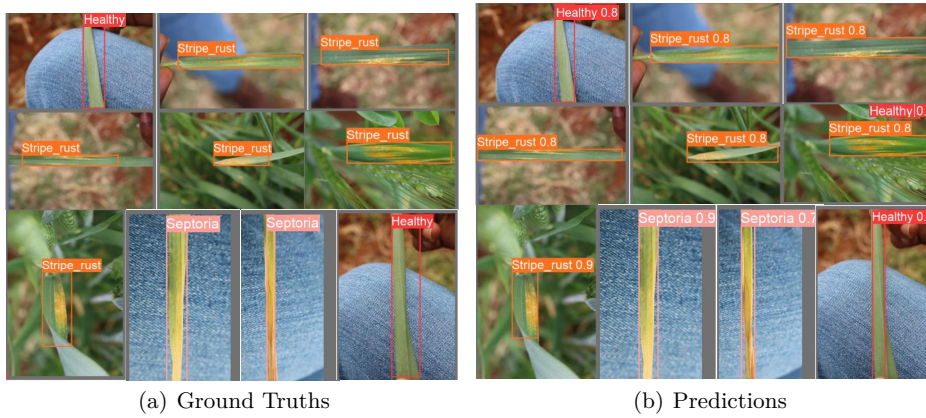 Healthy
Stripe_rust
Stripe_rust
Stripe_rust
Stripe_rust
Stripe_rust
Stripe_rust
Septoria
Septoria
Healthy
(a) Ground Truths
Healthy 0.8
Stripe_rust 0.8
Stripe_rust 0.8
Stripe_rust 0.8
Stripe_rust 0.8
Healthy 0.
Stripe_rust 0.8
Stripe_rust 0.9
Septoria 0.9
Septoria 0.7
Healthy 0.
(b) Predictions